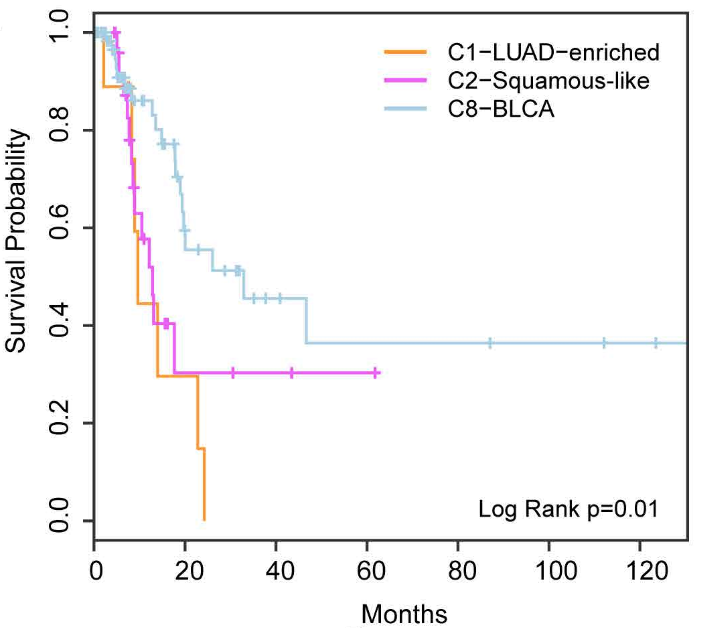 C1−LUAD−enriched
C2−Squamous-like
C8−BLCA
Survival Probability
1.0
0.8
0.6
0.4
0.2
0.0
Log Rank p=0.01
0 20 40 60 80 100 120
Months